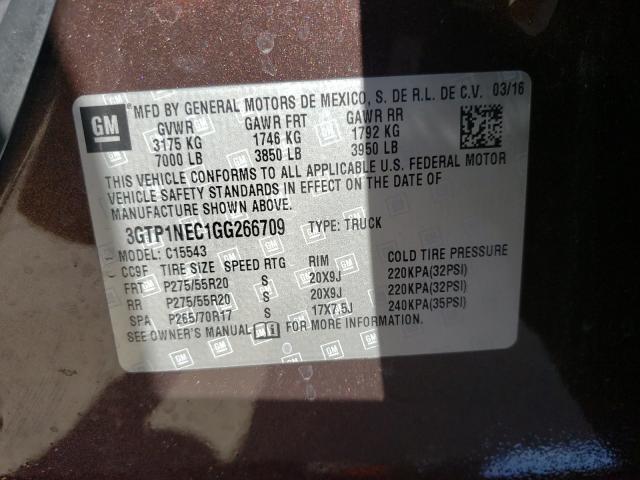 GM
MFD BY GENERAL MOTORS DE MEXICO, S. DE R.L. DE C.V. 03/16
GVWR GAWR FRT GAWR RR
3175 KG 1746 KG 1792 KG
7000 LB 3850 LB 3950 LB
THIS VEHICLE CONFORMS TO ALL APPLICABLE U.S. FEDERAL MOTOR
VEHICLE SAFETY STANDARDS IN EFFECT ON THE DATE OF
MANUFACTURE SHOWN ABOVE.
3GTP1NEC1GG266709 TYPE: TRUCK
MODEL: C15543
CC9F TIRE SIZE SPEED RTG RIM COLD TIRE PRESSURE
FRT P275/55R20 S 20X9J 220KPA(32PSI)
RR P275/55R20 S 20X9J 220KPA(32PSI)
SPA P265/70R17 S 17X7.5J 240KPA(35PSI)
SEE OWNER'S MANUAL FOR MORE INFORMATION.